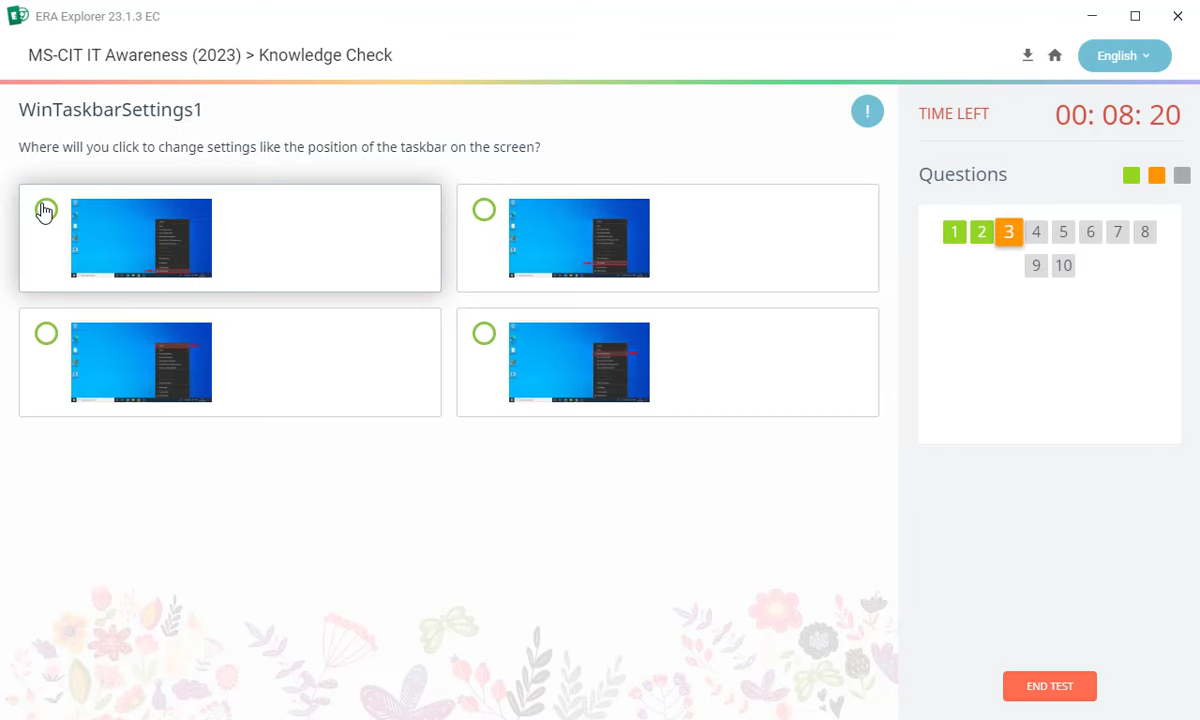 ERA Explorer 23.1.3 EC
MS-CIT IT Awareness (2023) > Knowledge Check
English
WinTaskbarSettings1
!
TIME LEFT
00: 08: 20
Where will you click to change settings like the position of the taskbar on the screen?
Questions
1 2 3 4 5 6 7 8
9 10
END TEST